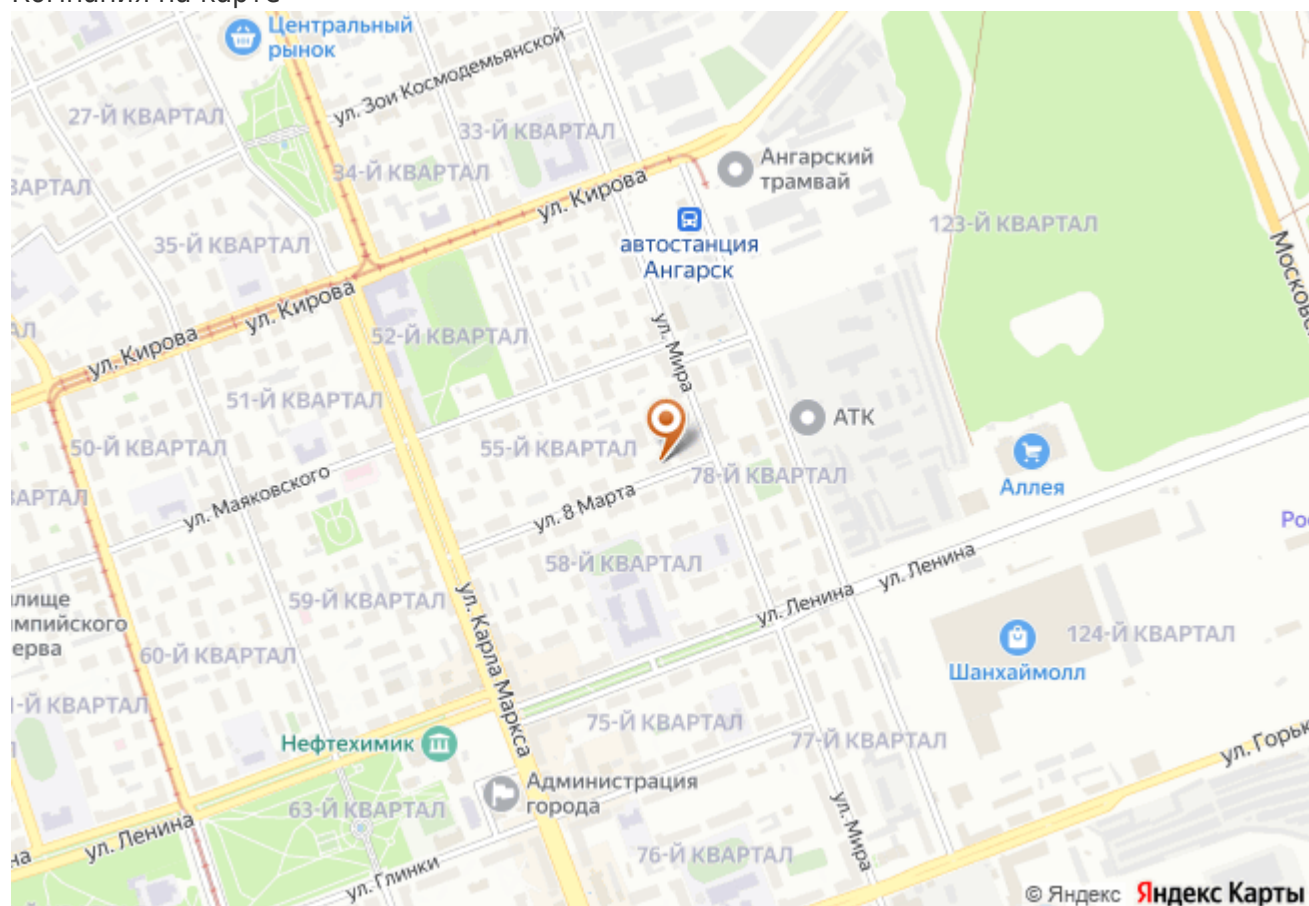 Центральный
рынок
ул. Зои Космодемьянской
27-Й КВАРТАЛ
33-Й КВАРТАЛ
34-Й КВАРТАЛ
Ангарский
трамвай
ул. Кирова
автостанция
Ангарск
123-Й КВАРТАЛ
35-Й КВАРТАЛ
ул. Кирова
ул. Кирова
52-Й КВАРТАЛ
ул. Мира
51-Й КВАРТАЛ
АТК
50-Й КВАРТАЛ
55-Й КВАРТАЛ
78-Й КВАРТАЛ
Аллея
ул. Маяковского
ул. 8 Марта
58-Й КВАРТАЛ
ул. Ленина
ул. Ленина
59-Й КВАРТАЛ
60-Й КВАРТАЛ
ул. Карла Маркса
124-Й КВАРТАЛ
Шанхаймолл
75-Й КВАРТАЛ
77-Й КВАРТАЛ
Нефтехимик
Администрация
города
63-Й КВАРТАЛ
ул. Ленина
ул. Мира
76-Й КВАРТАЛ
ул. Глинки
© Яндекс Яндекс Карты